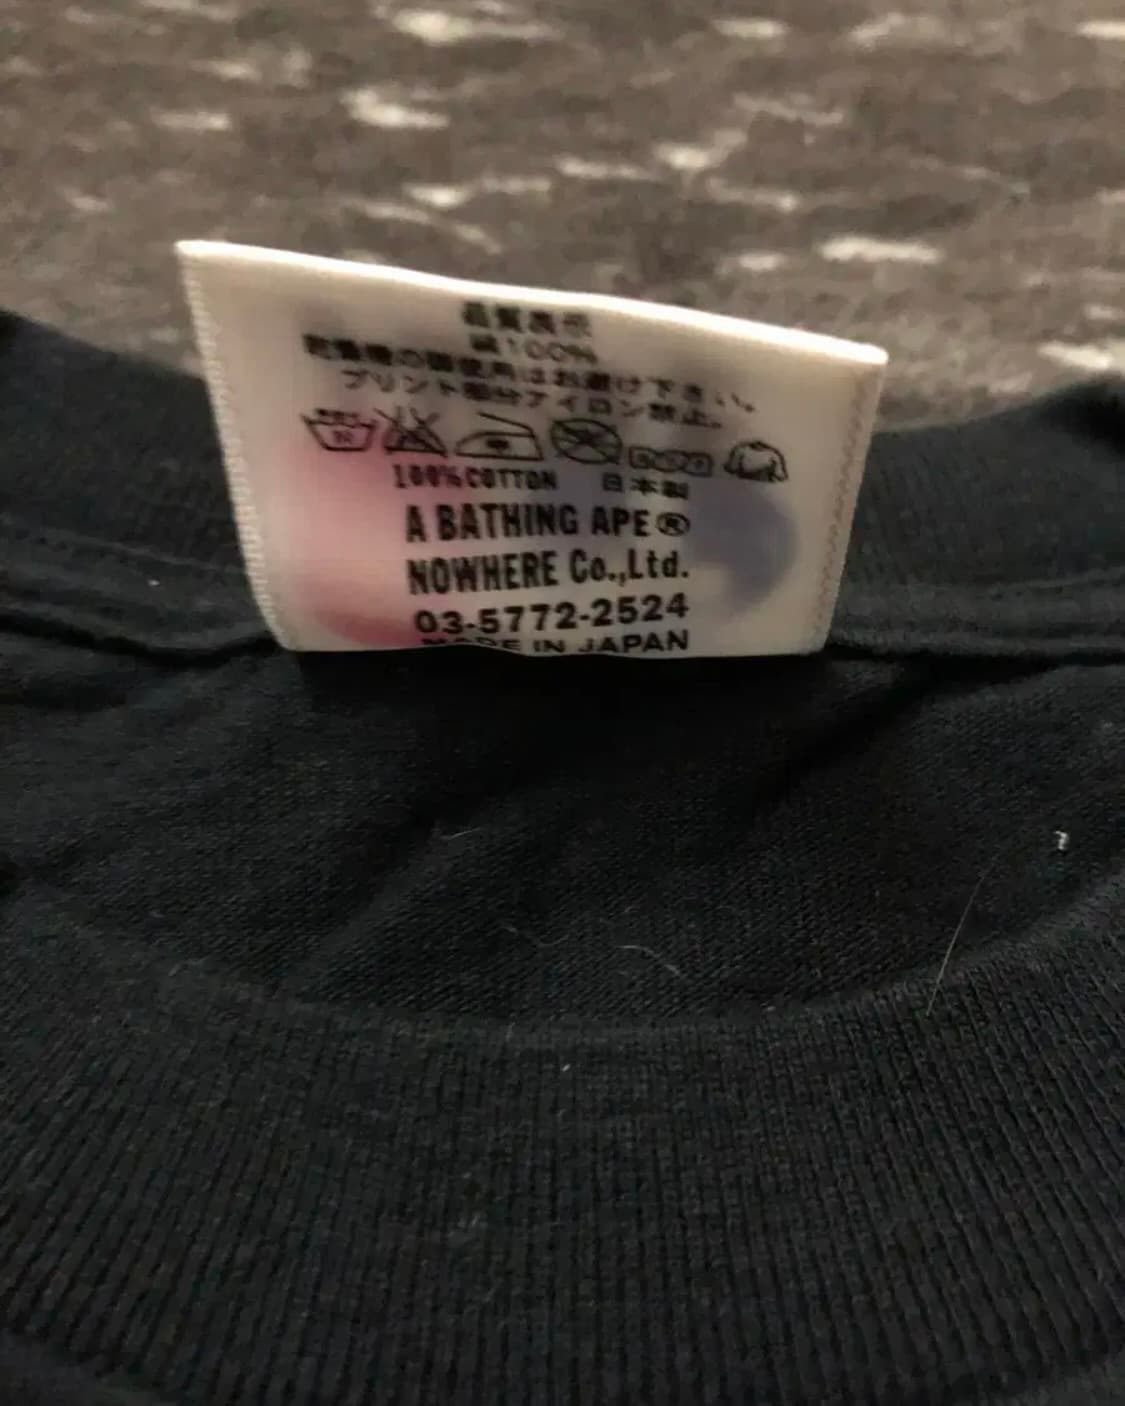 品質表示
綿100%
乾燥機の御使用はお避け下さい。
プリント部分アイロン禁止。
100%COTTON 日本製
A BATHING APE®
NOWHERE Co.,Ltd.
03-5772-2524
MADE IN JAPAN